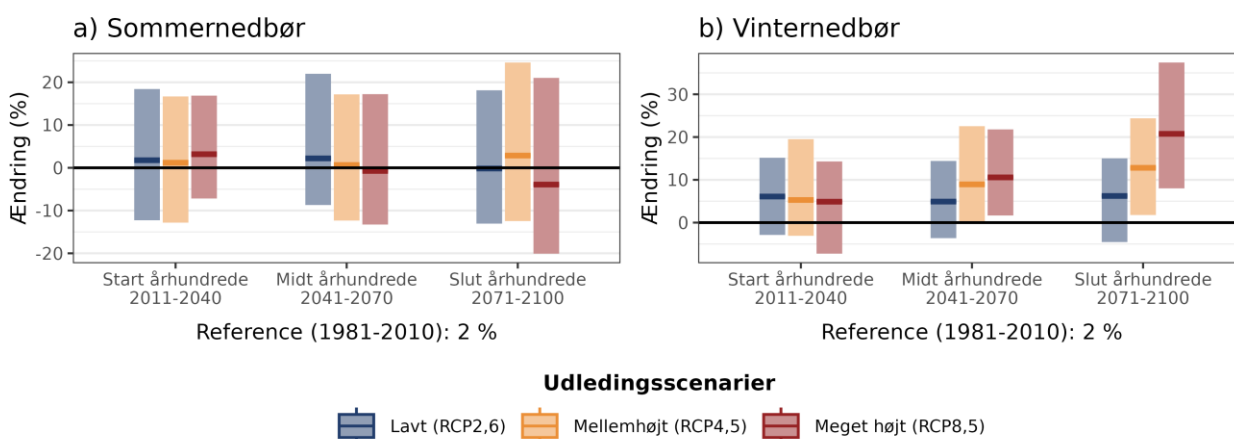 a) Sommernedbør
Ændring (%)
20
10
0
-10
-20
Start århundrede
2011-2040
Midt århundrede
2041-2070
Slut århundrede
2071-2100
Reference (1981-2010): 2 %
b) Vinternedbør
Ændring (%)
30
20
10
0
Start århundrede
2011-2040
Midt århundrede
2041-2070
Slut århundrede
2071-2100
Reference (1981-2010): 2 %
Udledingsscenarier
Lavt (RCP2,6)
Mellemhøjt (RCP4,5)
Meget højt (RCP8,5)